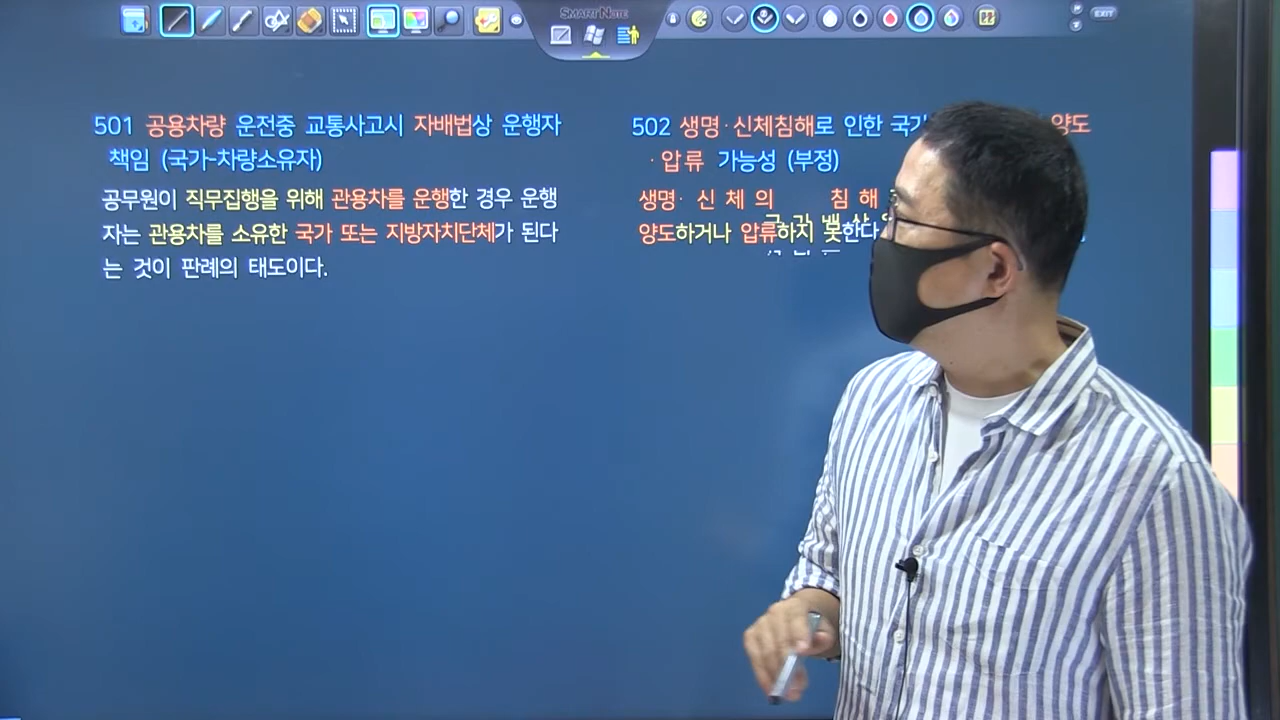 SMART NOTE
EXIT
501 공용차량 운전중 교통사고시 자배법상 운행자
책임 (국가-차량소유자)
공무원이 직무집행을 위해 관용차를 운행한 경우 운행
자는 관용차를 소유한 국가 또는 지방자치단체가 된다
는 것이 판례의 태도이다.
502 생명·신체침해로 인한 양도
·압류 가능성 (부정)
생명· 신 체 의 침 해
양도하거나 압류하지 못한다